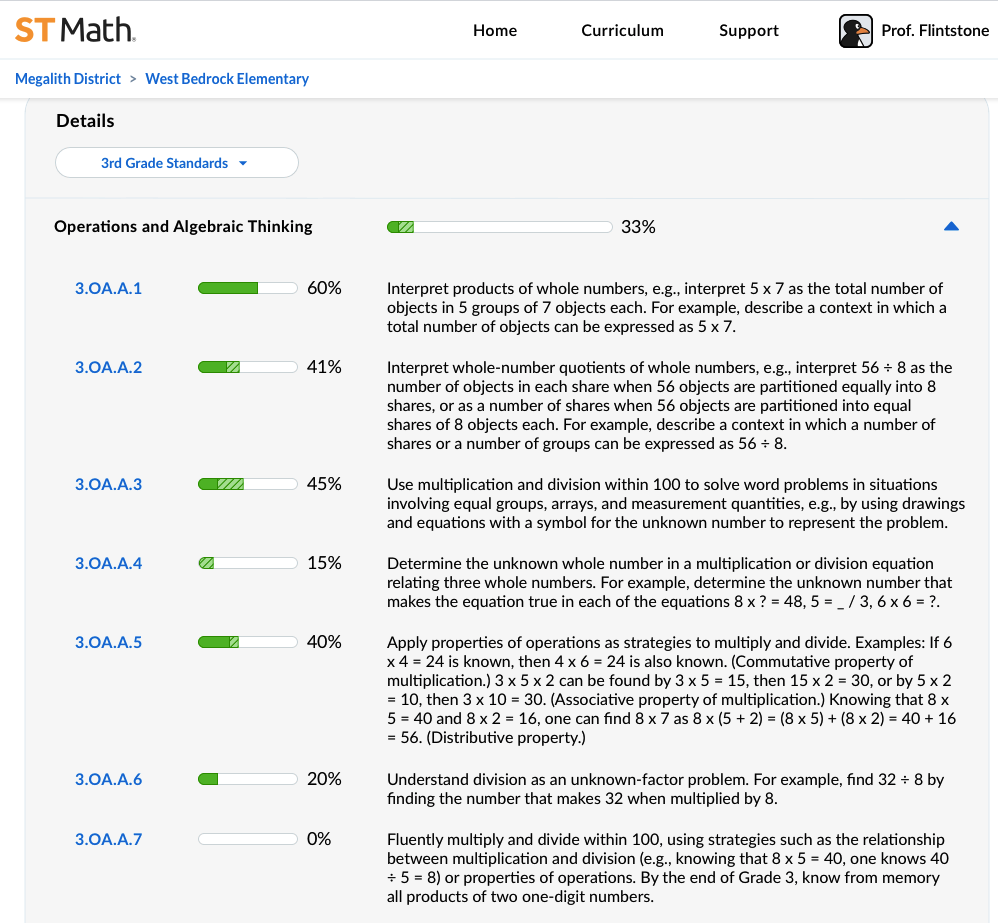 ST Math.
Home Curriculum Support Prof. Flintstone
Megalith District > West Bedrock Elementary
Details
3rd Grade Standards
Operations and Algebraic Thinking 33%
3.OA.A.1 60% Interpret products of whole numbers, e.g., interpret 5 x 7 as the total number of
objects in 5 groups of 7 objects each. For example, describe a context in which a
total number of objects can be expressed as 5 x 7.
3.OA.A.2 41% Interpret whole-number quotients of whole numbers, e.g., interpret 56 ÷ 8 as the
number of objects in each share when 56 objects are partitioned equally into 8
shares, or as a number of shares when 56 objects are partitioned into equal
shares of 8 objects each. For example, describe a context in which a number of
shares or a number of groups can be expressed as 56 ÷ 8.
3.OA.A.3 45% Use multiplication and division within 100 to solve word problems in situations
involving equal groups, arrays, and measurement quantities, e.g., by using drawings
and equations with a symbol for the unknown number to represent the problem.
3.OA.A.4 15% Determine the unknown whole number in a multiplication or division equation
relating three whole numbers. For example, determine the unknown number that
makes the equation true in each of the equations 8 x ? = 48, 5 = _ / 3, 6 x 6 = ?.
3.OA.A.5 40% Apply properties of operations as strategies to multiply and divide. Examples: If 6
x 4 = 24 is known, then 4 x 6 = 24 is also known. (Commutative property of
multiplication.) 3 x 5 x 2 can be found by 3 x 5 = 15, then 15 x 2 = 30, or by 5 x 2
= 10, then 3 x 10 = 30. (Associative property of multiplication.) Knowing that 8 x
5 = 40 and 8 x 2 = 16, one can find 8 x 7 as 8 x (5 + 2) = (8 x 5) + (8 x 2) = 40 + 16
= 56. (Distributive property.)
3.OA.A.6 20% Understand division as an unknown-factor problem. For example, find 32 ÷ 8 by
finding the number that makes 32 when multiplied by 8.
3.OA.A.7 0% Fluently multiply and divide within 100, using strategies such as the relationship
between multiplication and division (e.g., knowing that 8 x 5 = 40, one knows 40
÷ 5 = 8) or properties of operations. By the end of Grade 3, know from memory
all products of two one-digit numbers.